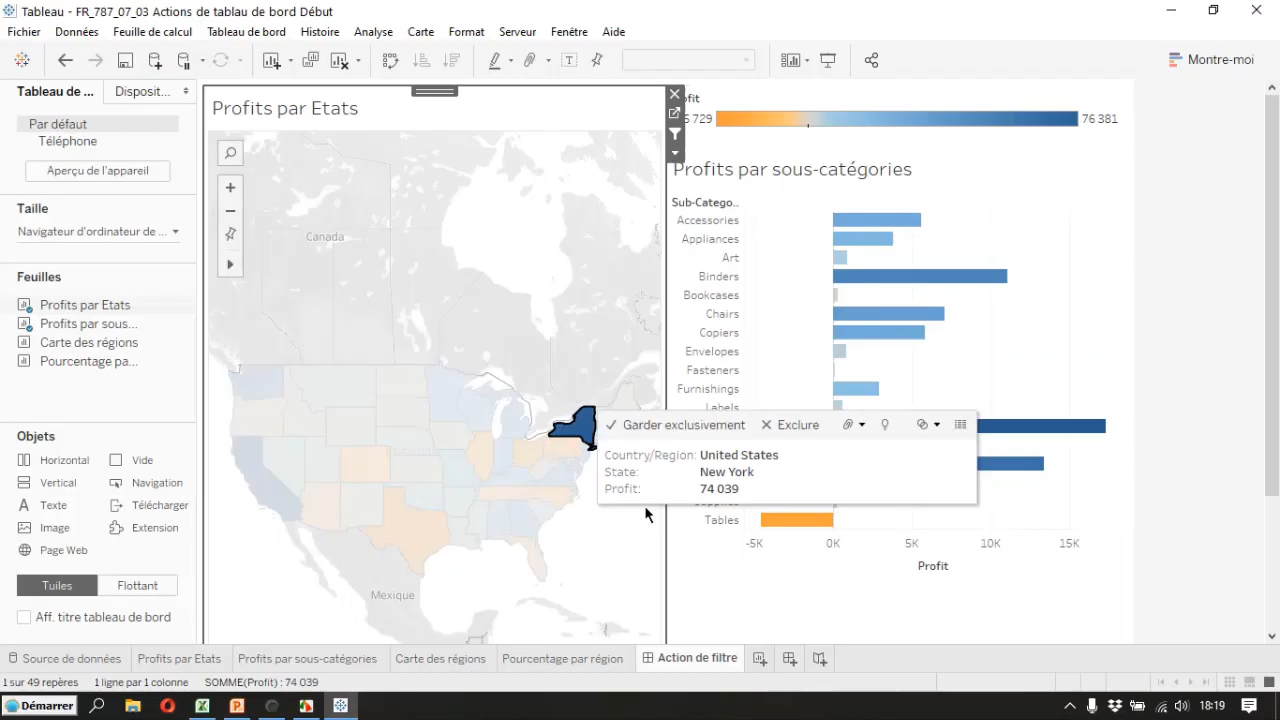 Tableau - FR_787_07_03 Actions de tablau de bord Début
Fichier Données Feuille de calcul Tableau de bord Histoire Analyse Carte Format Serveur Fenêtre Aide
Montre-moi
Tableau de ... Disposit...
Par défaut
Téléphone
Aperçu de l'appareil
Taille
Navigateur d'ordinateur de ...
Feuilles
Profits par Etats
Profits par sous...
Carte des régions
Pourcentage pa...
Objets
Horizontal Vide
Vertical Navigation
Texte Télécharger
Image Extension
Page Web
Tuiles Flottant
Aff. titre tableau de bord
Profits par Etats
Canada
Mexique
Garder exclusivement Exclure
Country/Region: United States
State: New York
Profit: 74 039
ofit
5 729 76 381
Profits par sous-catégories
Sub-Catego..
Accessories
Appliances
Art
Binders
Bookcases
Chairs
Copiers
Envelopes
Fasteners
Furnishings
Labels
Supplies
Tables
-5K 0K 5K 10K 15K
Profit
Source de données Profits par Etats Profits par sous-catégories Carte des régions Pourcentage par région Action de filtre
1 sur 49 repères 1 ligne par 1 colonne SOMME(Profit) : 74 039
Démarrer 18:19